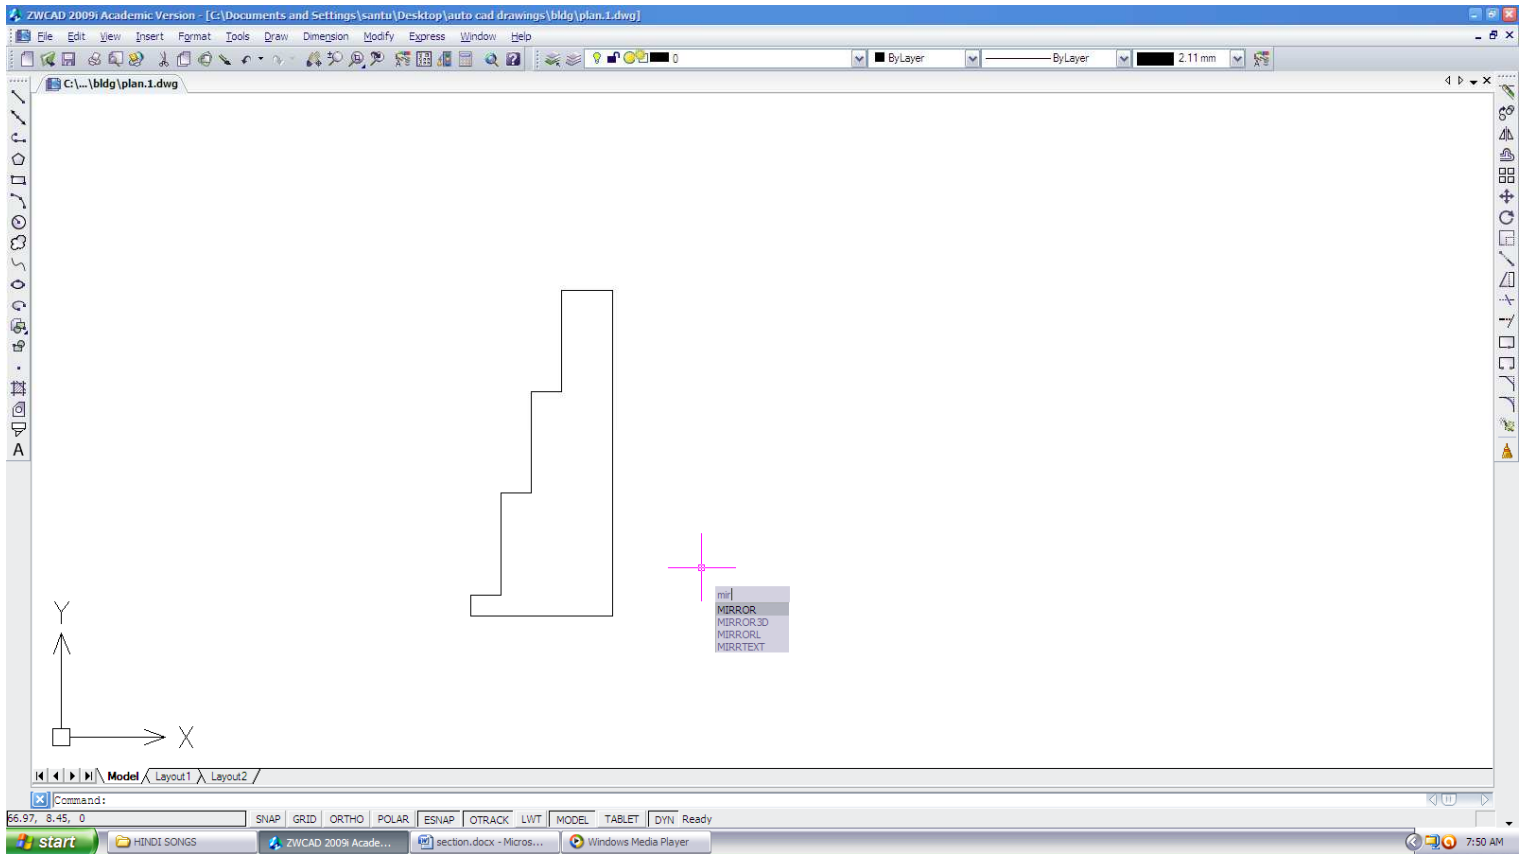 ZWCAD 2009i Academic Version - [C:\Documents and Settings\santu\Desktop\auto cad drawings\bldg\plan.1.dwg]
File Edit View Insert Format Tools Draw Dimension Modify Express Window Help
0 ByLayer ByLayer 2.11 mm
C:\...\bldg\plan.1.dwg
mir
MIRROR
MIRROR3D
MIRRORL
MIRRTEXT
Y
X
A
Model Layout1 Layout2
Command:
66.97, 8.45, 0 SNAP GRID ORTHO POLAR ESNAP OTRACK LWT MODEL TABLET DYN Ready
start HINDI SONGS ZWCAD 2009i Acade... section.docx - Micros... Windows Media Player 7:50 AM